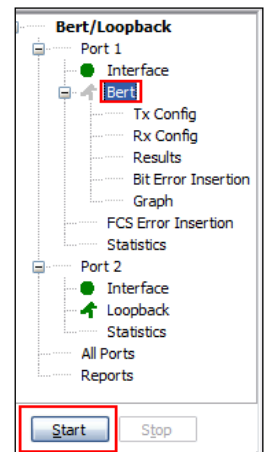 Bert/Loopback
Port 1
Interface
Bert
Tx Config
Rx Config
Results
Bit Error Insertion
Graph
FCS Error Insertion
Statistics
Port 2
Interface
Loopback
Statistics
All Ports
Reports
Start Stop